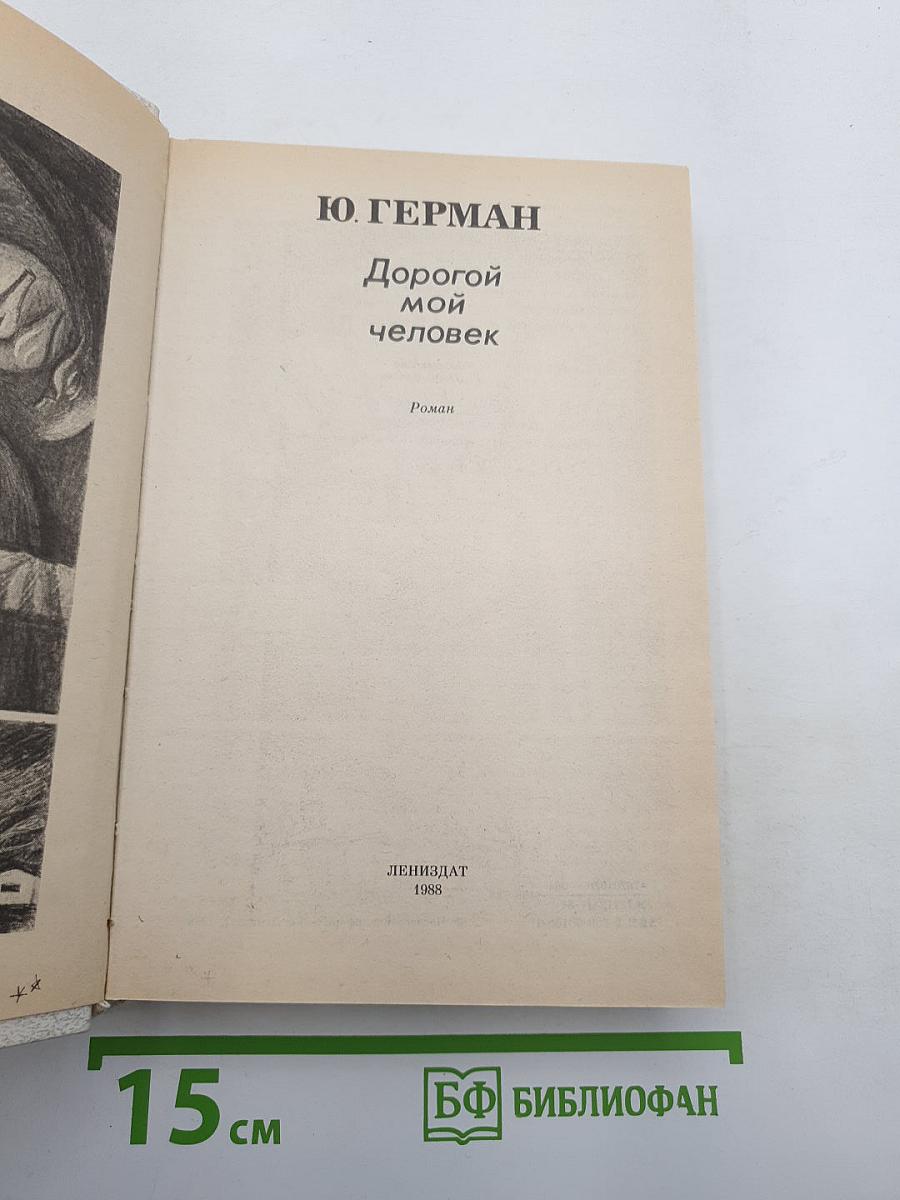 Ю. ГЕРМАН
Дорогой
мой
человек
Роман
ЛЕНИЗДАТ
1988
15 см
БФ БИБЛИОФАН